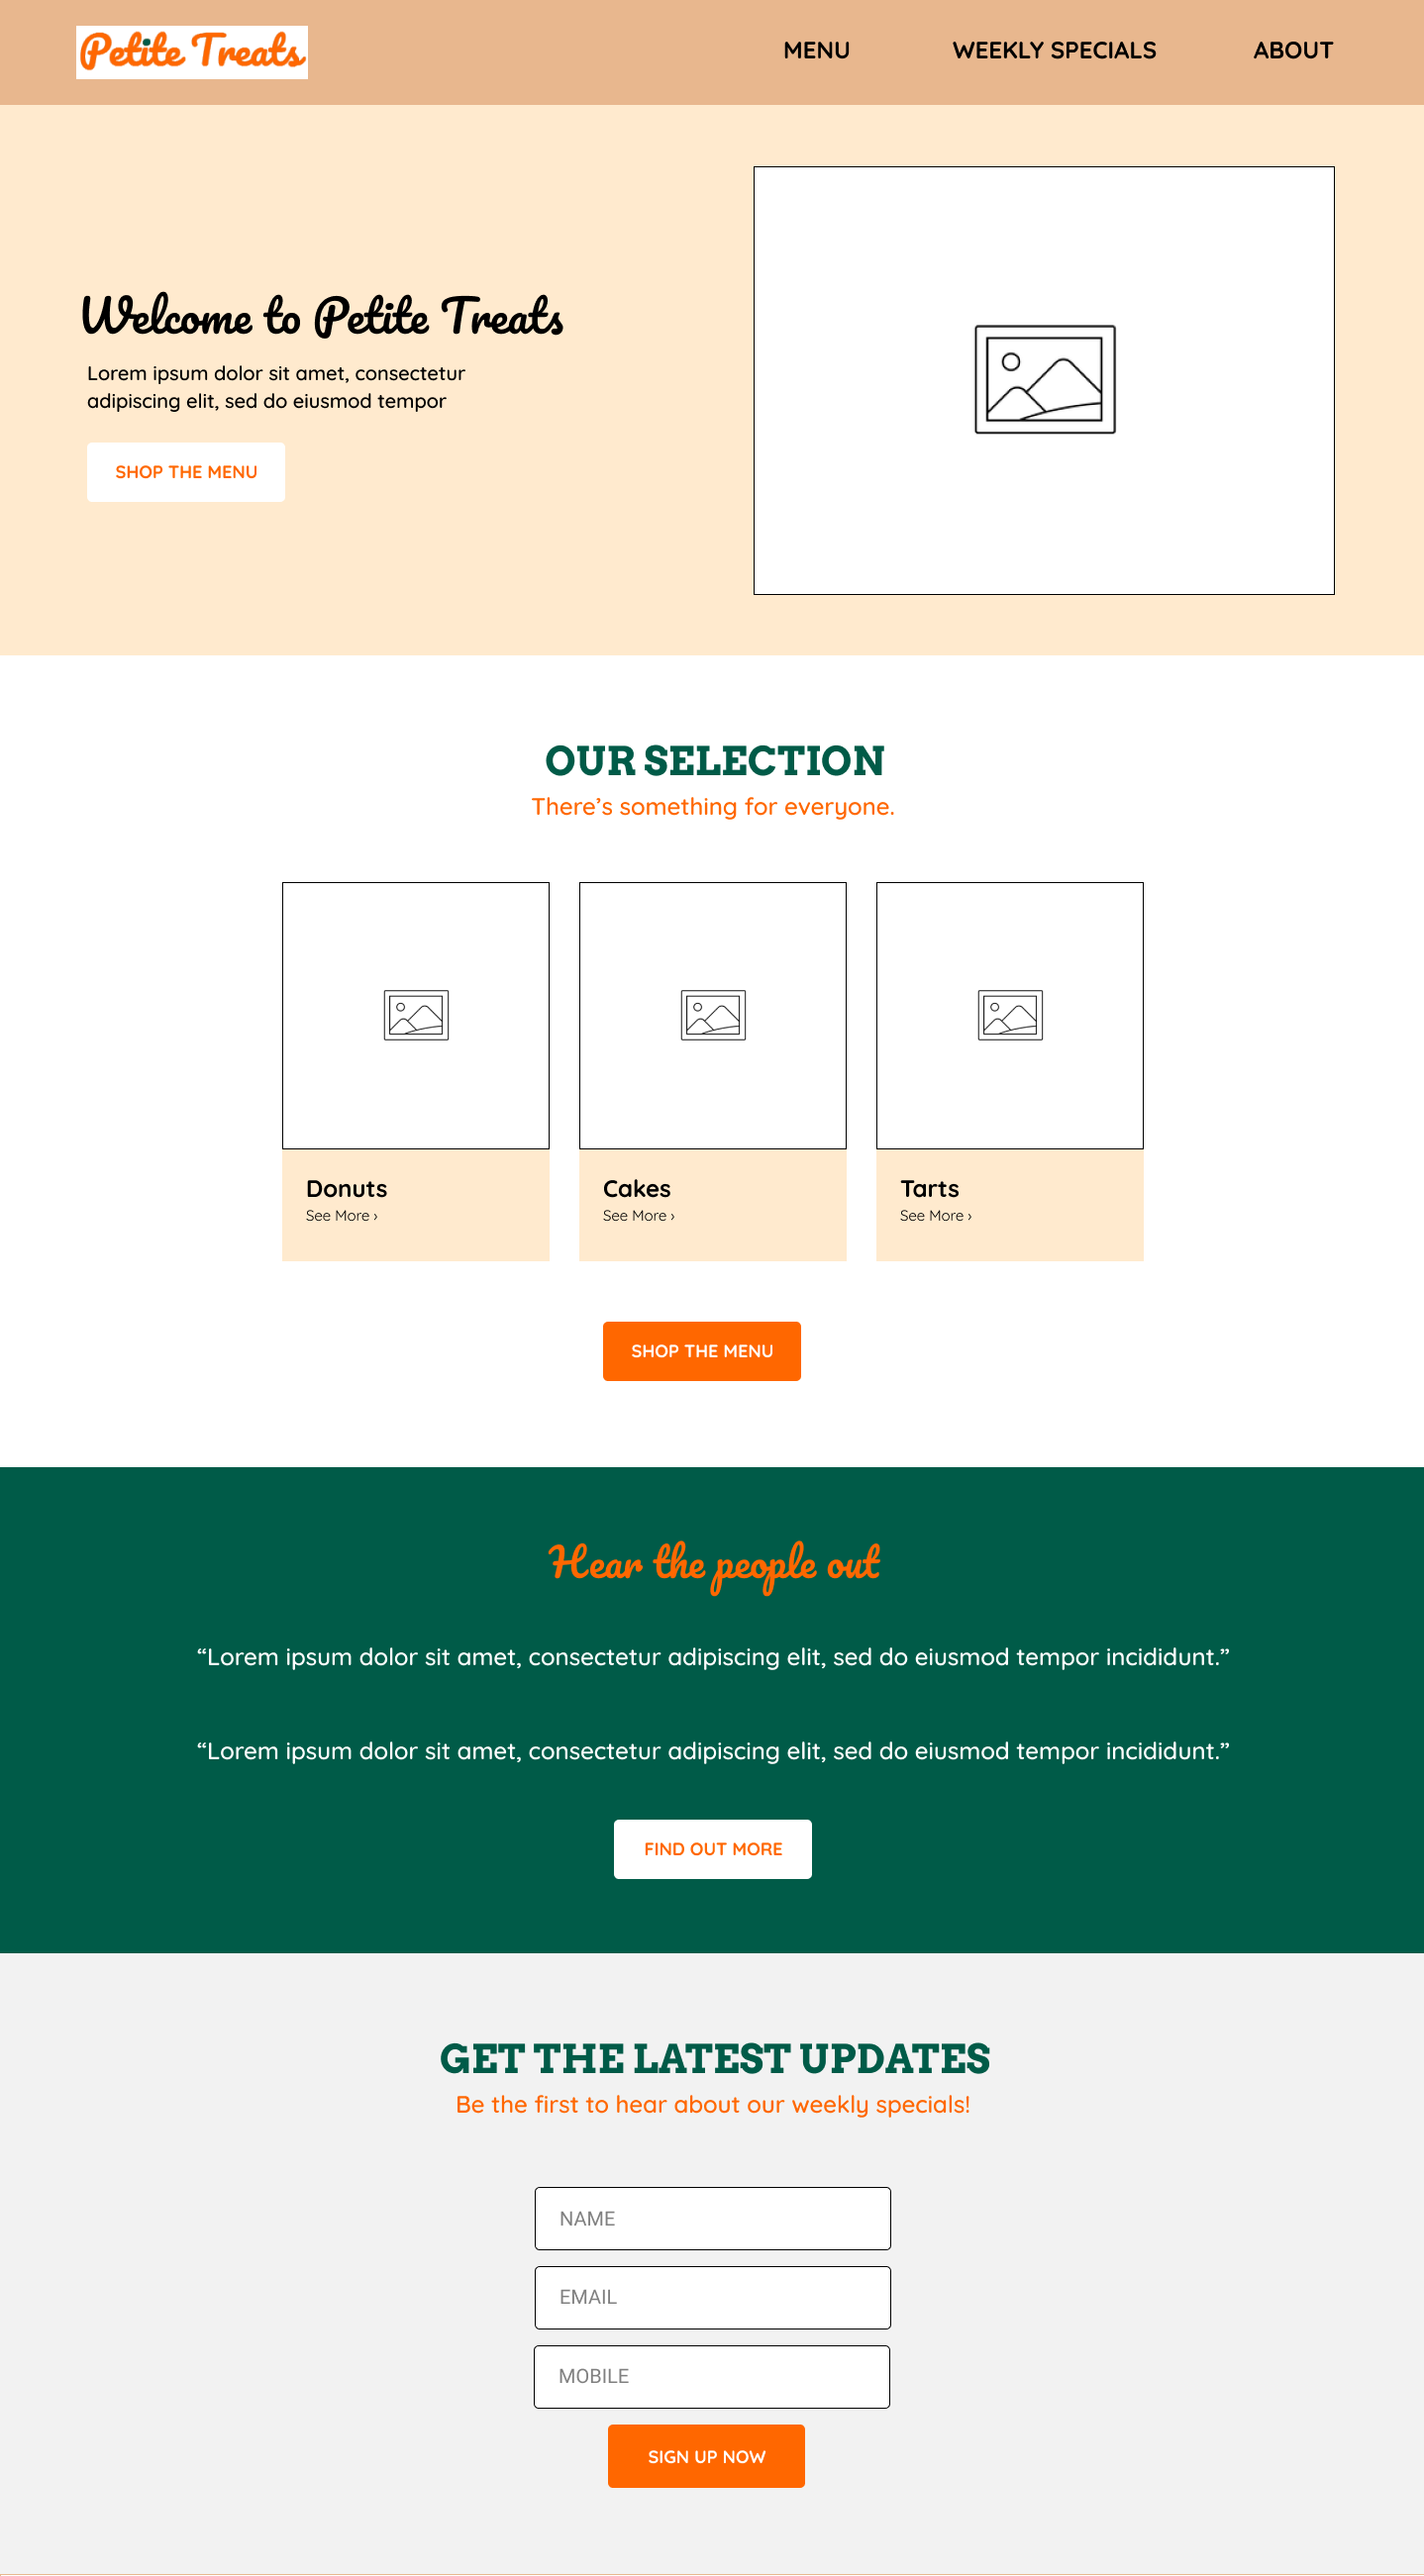 Petite Treats
MENU
WEEKLY SPECIALS
ABOUT
Welcome to Petite Treats
Lorem ipsum dolor sit amet, consectetur
adipiscing elit, sed do eiusmod tempor
SHOP THE MENU
OUR SELECTION
There’s something for everyone.
Donuts
See More ›
Cakes
See More ›
Tarts
See More ›
SHOP THE MENU
Hear the people out
“Lorem ipsum dolor sit amet, consectetur adipiscing elit, sed do eiusmod tempor incididunt.”
“Lorem ipsum dolor sit amet, consectetur adipiscing elit, sed do eiusmod tempor incididunt.”
FIND OUT MORE
GET THE LATEST UPDATES
Be the first to hear about our weekly specials!
NAME
EMAIL
MOBILE
SIGN UP NOW